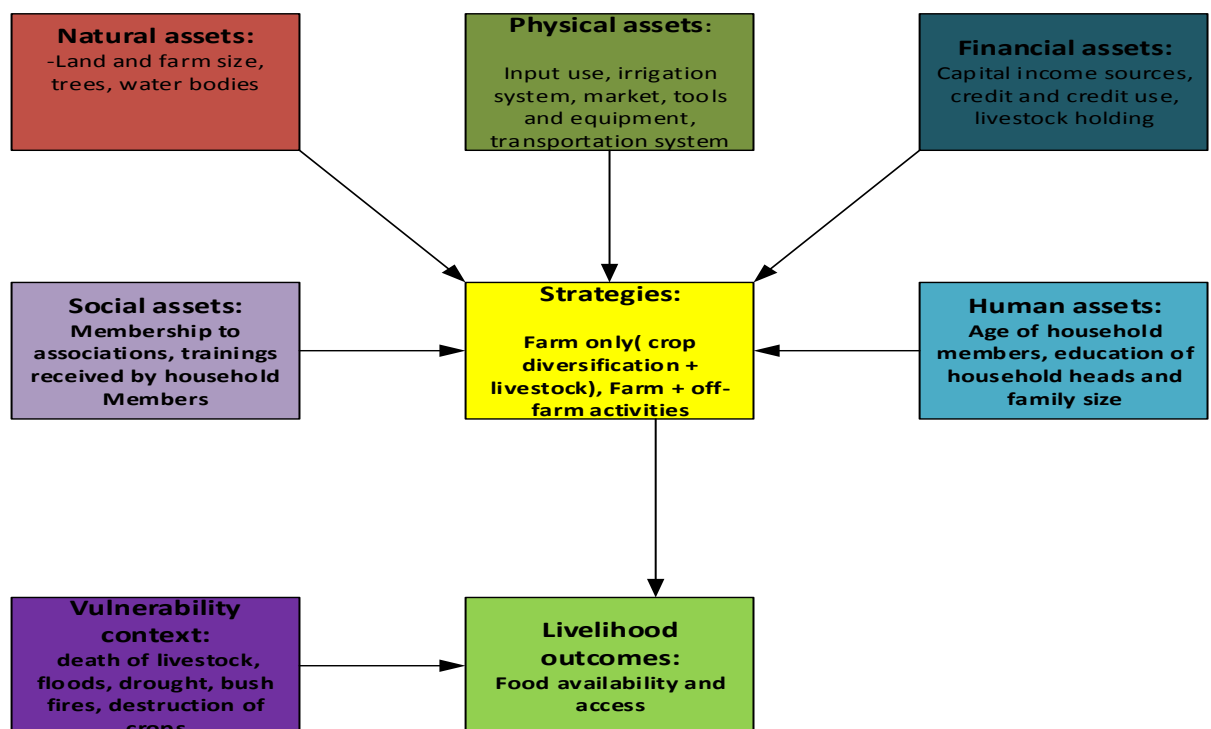 Natural assets:
-Land and farm size,
trees, water bodies
Physical assets:
Input use, irrigation
system, market, tools
and equipment,
transportation system
Financial assets:
Capital income sources,
credit and credit use,
livestock holding
Social assets:
Membership to
associations, trainings
received by household
Members
Strategies:
Farm only( crop
diversification +
livestock), Farm + off-
farm activities
Human assets:
Age of household
members, education of
household heads and
family size
Vulnerability
context:
death of livestock,
floods, drought, bush
fires, destruction of
crops
Livelihood
outcomes:
Food availability and
access